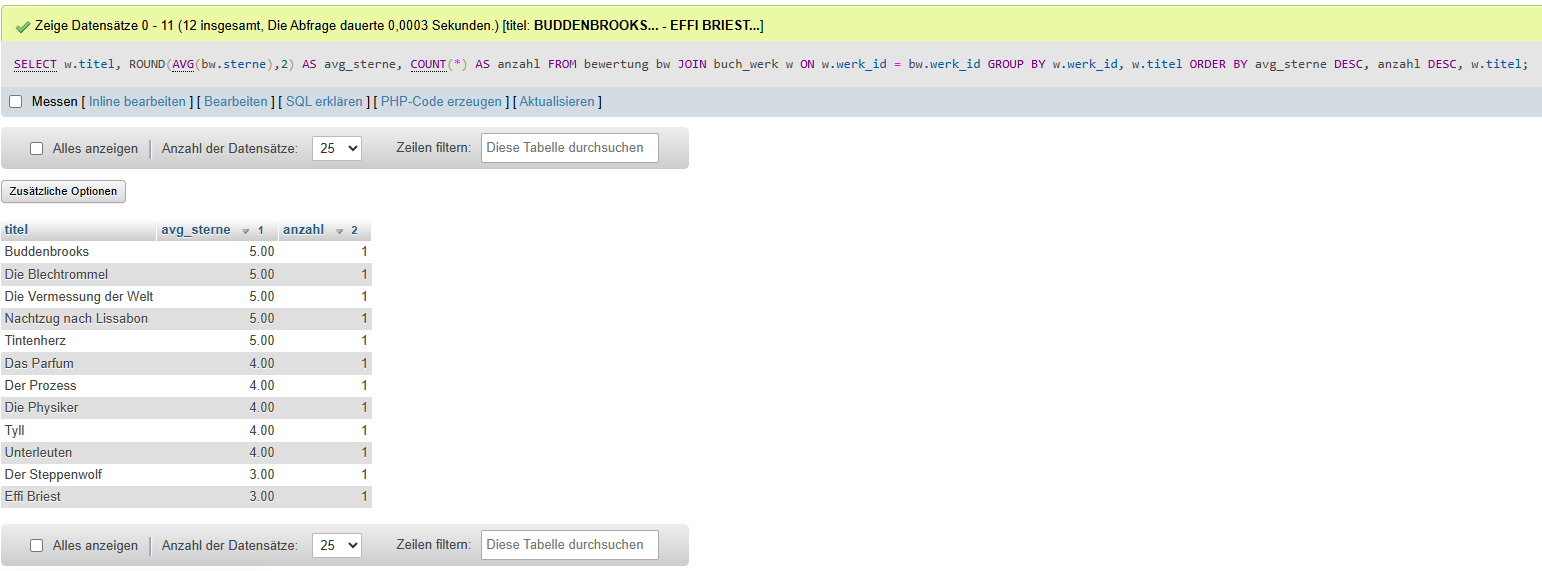 Zeige Datensätze 0 - 11 (12 insgesamt, Die Abfrage dauerte 0,0003 Sekunden.) [titel: BUDDENBROOKS... - EFFI BRIEST...]
SELECT w.titel, ROUND(AVG(bw.sterne),2) AS avg_sterne, COUNT(*) AS anzahl FROM bewertung bw JOIN buch_werk w ON w.werk_id = bw.werk_id GROUP BY w.werk_id, w.titel ORDER BY avg_sterne DESC, anzahl DESC, w.titel;
Messen [ Inline bearbeiten ] [ Bearbeiten ] [ SQL erklären ] [ PHP-Code erzeugen ] [ Aktualisieren ]
Alles anzeigen | Anzahl der Datensätze: 25 Zeilen filtern: Diese Tabelle durchsuchen
Zusätzliche Optionen
titel avg_sterne 1 anzahl 2
Buddenbrooks 5.00 1
Die Blechtrommel 5.00 1
Die Vermessung der Welt 5.00 1
Nachtzug nach Lissabon 5.00 1
Tintenherz 5.00 1
Das Parfum 4.00 1
Der Prozess 4.00 1
Die Physiker 4.00 1
Tyll 4.00 1
Unterleuten 4.00 1
Der Steppenwolf 3.00 1
Effi Briest 3.00 1
Alles anzeigen | Anzahl der Datensätze: 25 Zeilen filtern: Diese Tabelle durchsuchen